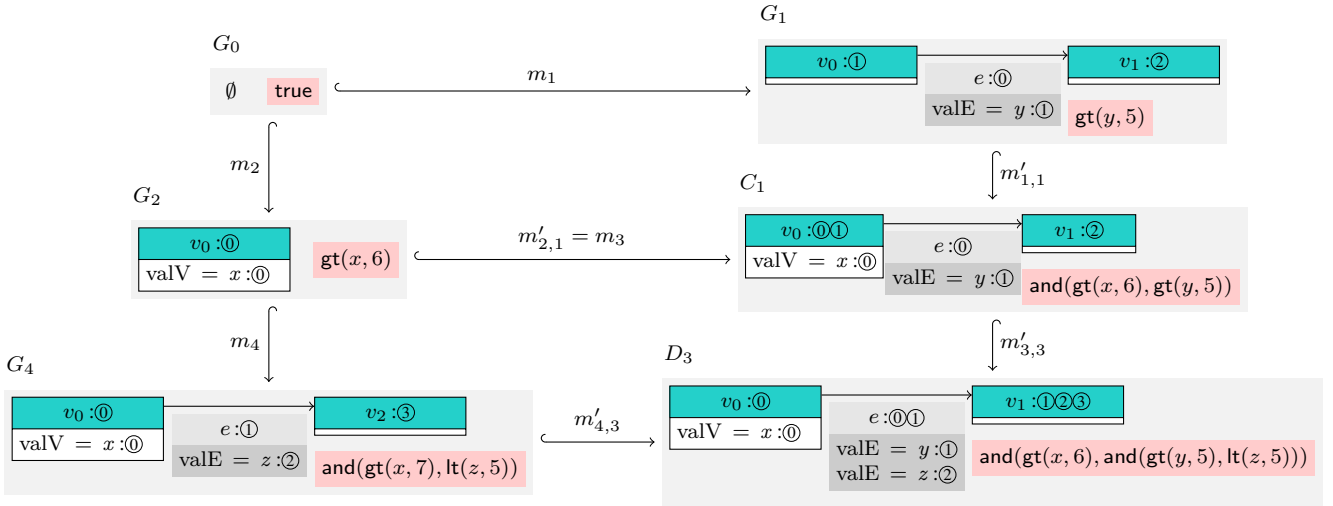 G₀
∅ true
m₁
G₁
v₀:①
v₁:②
e:⓪
valE = y:①
gt(y, 5)
m₂
m′₁,₁
G₂
v₀:⓪
valV = x:⓪
gt(x, 6)
m′₂,₁ = m₃
C₁
v₀:⓪①
valV = x:⓪
v₁:②
e:⓪
valE = y:①
and(gt(x, 6), gt(y, 5))
m₄
m′₃,₃
G₄
v₀:⓪
valV = x:⓪
v₂:③
e:①
valE = z:②
and(gt(x, 7), lt(z, 5))
m′₄,₃
D₃
v₀:⓪
valV = x:⓪
v₁:①②③
e:⓪①
valE = y:①
valE = z:②
and(gt(x, 6), and(gt(y, 5), lt(z, 5)))